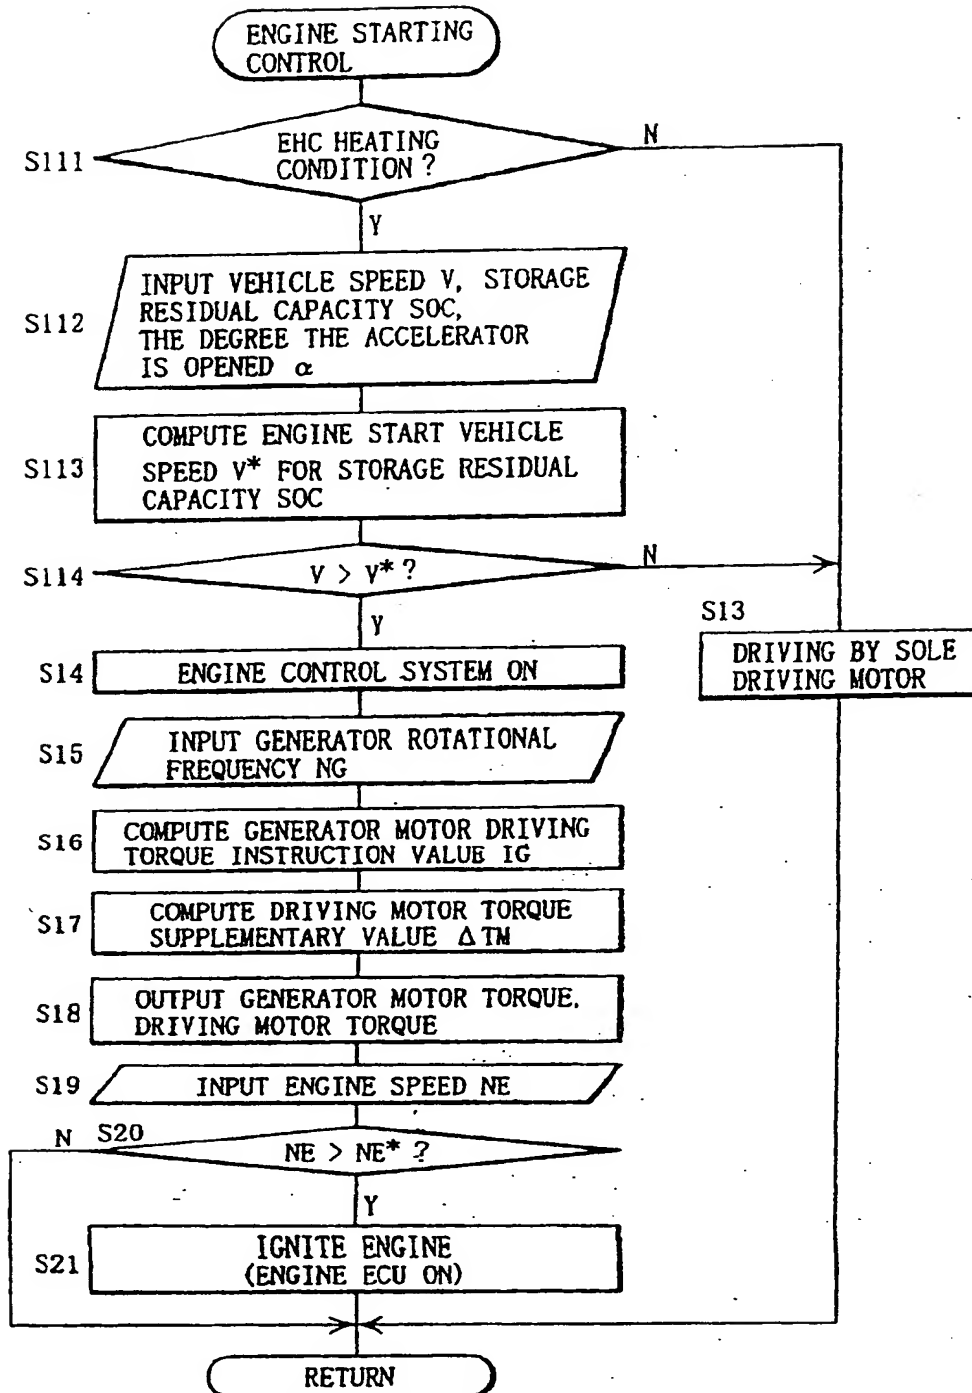 ENGINE STARTING
CONTROL
S111
EHC HEATING
CONDITION ?
N
Y
S112
INPUT VEHICLE SPEED V, STORAGE
RESIDUAL CAPACITY SOC,
THE DEGREE THE ACCELERATOR
IS OPENED α
S113
COMPUTE ENGINE START VEHICLE
SPEED V* FOR STORAGE RESIDUAL
CAPACITY SOC
S114
V > V* ?
N
Y
S13
DRIVING BY SOLE
DRIVING MOTOR
S14
ENGINE CONTROL SYSTEM ON
S15
INPUT GENERATOR ROTATIONAL
FREQUENCY NG
S16
COMPUTE GENERATOR MOTOR DRIVING
TORQUE INSTRUCTION VALUE IG
S17
COMPUTE DRIVING MOTOR TORQUE
SUPPLEMENTARY VALUE ΔTM
S18
OUTPUT GENERATOR MOTOR TORQUE,
DRIVING MOTOR TORQUE
S19
INPUT ENGINE SPEED NE
N
S20
NE > NE* ?
Y
S21
IGNITE ENGINE
(ENGINE ECU ON)
RETURN